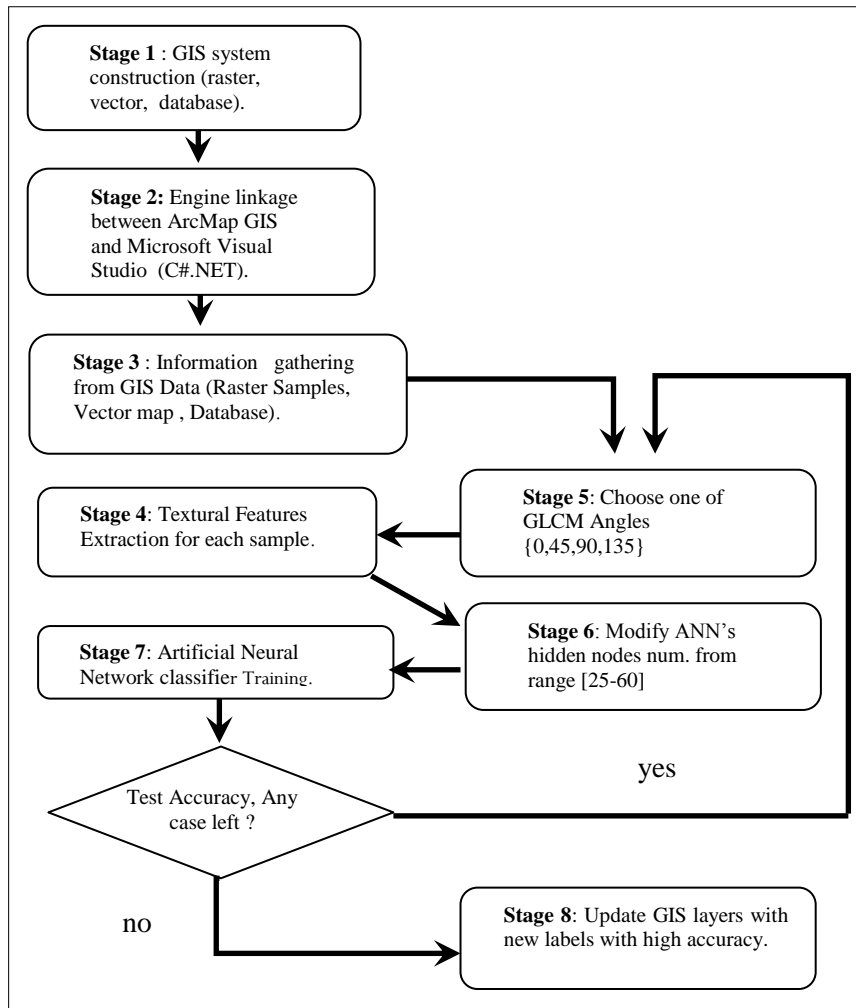 Stage 1 : GIS system
construction (raster,
vector, database).
Stage 2: Engine linkage
between ArcMap GIS
and Microsoft Visual
Studio (C#.NET).
Stage 3 : Information gathering
from GIS Data (Raster Samples,
Vector map , Database).
Stage 5: Choose one of
GLCM Angles
{0,45,90,135}
Stage 4: Textural Features
Extraction for each sample.
Stage 6: Modify ANN’s
hidden nodes num. from
range [25-60]
Stage 7: Artificial Neural
Network classifier Training.
Test Accuracy, Any
case left ?
yes
no
Stage 8: Update GIS layers with
new labels with high accuracy.